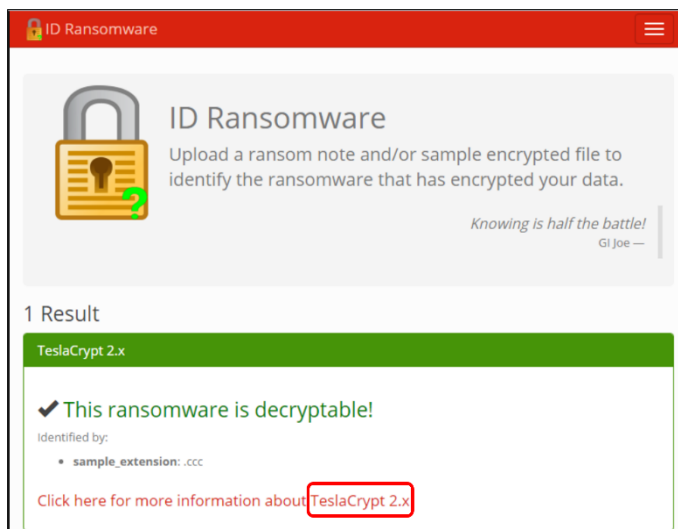 ID Ransomware
ID Ransomware
Upload a ransom note and/or sample encrypted file to
identify the ransomware that has encrypted your data.
Knowing is half the battle!
GI Joe —
1 Result
TeslaCrypt 2.x
✔ This ransomware is decryptable!
Identified by:
• sample_extension: .ccc
Click here for more information about TeslaCrypt 2.x